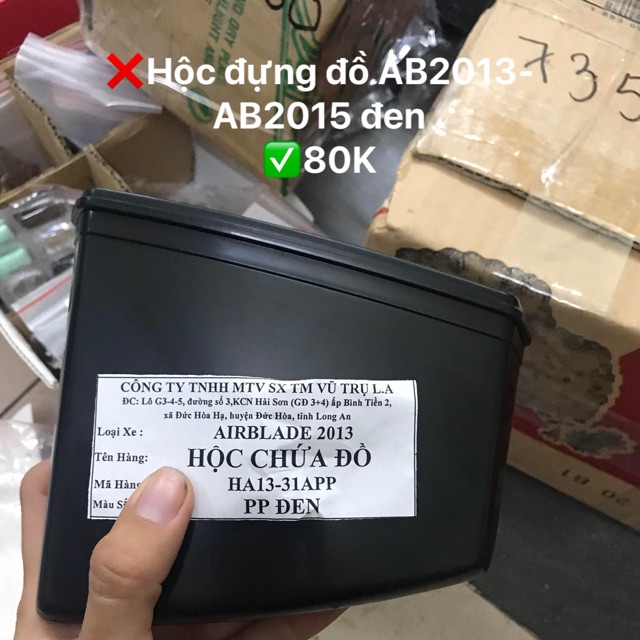 ❌Hộc đựng đồ.AB2013-
AB2015 đen
✅80K
735
CÔNG TY TNHH MTV SX TM VŨ TRỤ L.A
ĐC: Lô G3-4-5, đường số 3,KCN Hải Sơn (GĐ 3+4) ấp Bình Tiền 2,
xã Đức Hòa Hạ, huyện Đức Hòa, tỉnh Long An
Loại Xe : AIRBLADE 2013
Tên Hàng: HỘC CHỨA ĐỒ
Mã Hàng HA13-31APP
Màu PP ĐEN